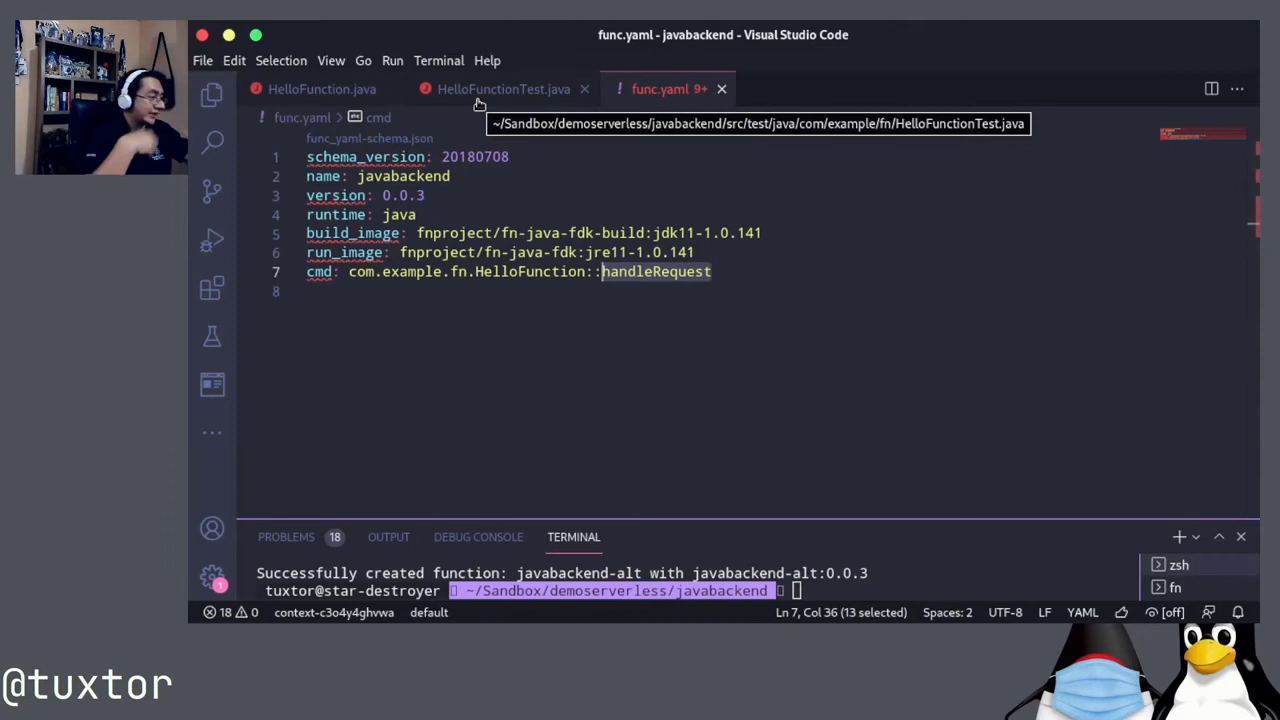 func.yaml - javabackend - Visual Studio Code
File Edit Selection View Go Run Terminal Help
HelloFunction.java HelloFunctionTest.java func.yaml 9+
func.yaml > cmd
~/Sandbox/demoserverless/javabackend/src/test/java/com/example/fn/HelloFunctionTest.java
func_yaml-schema.json
1 schema_version: 20180708
2 name: javabackend
3 version: 0.0.3
4 runtime: java
5 build_image: fnproject/fn-java-fdk-build:jdk11-1.0.141
6 run_image: fnproject/fn-java-fdk:jre11-1.0.141
7 cmd: com.example.fn.HelloFunction::handleRequest
8
PROBLEMS 18 OUTPUT DEBUG CONSOLE TERMINAL
zsh
fn
Successfully created function: javabackend-alt with javabackend-alt:0.0.3
tuxtor@star-destroyer ~/Sandbox/demoserverless/javabackend
1
18 0 context-c3o4y4ghvwa default Ln 7, Col 36 (13 selected) Spaces: 2 UTF-8 LF YAML [off]
@tuxtor